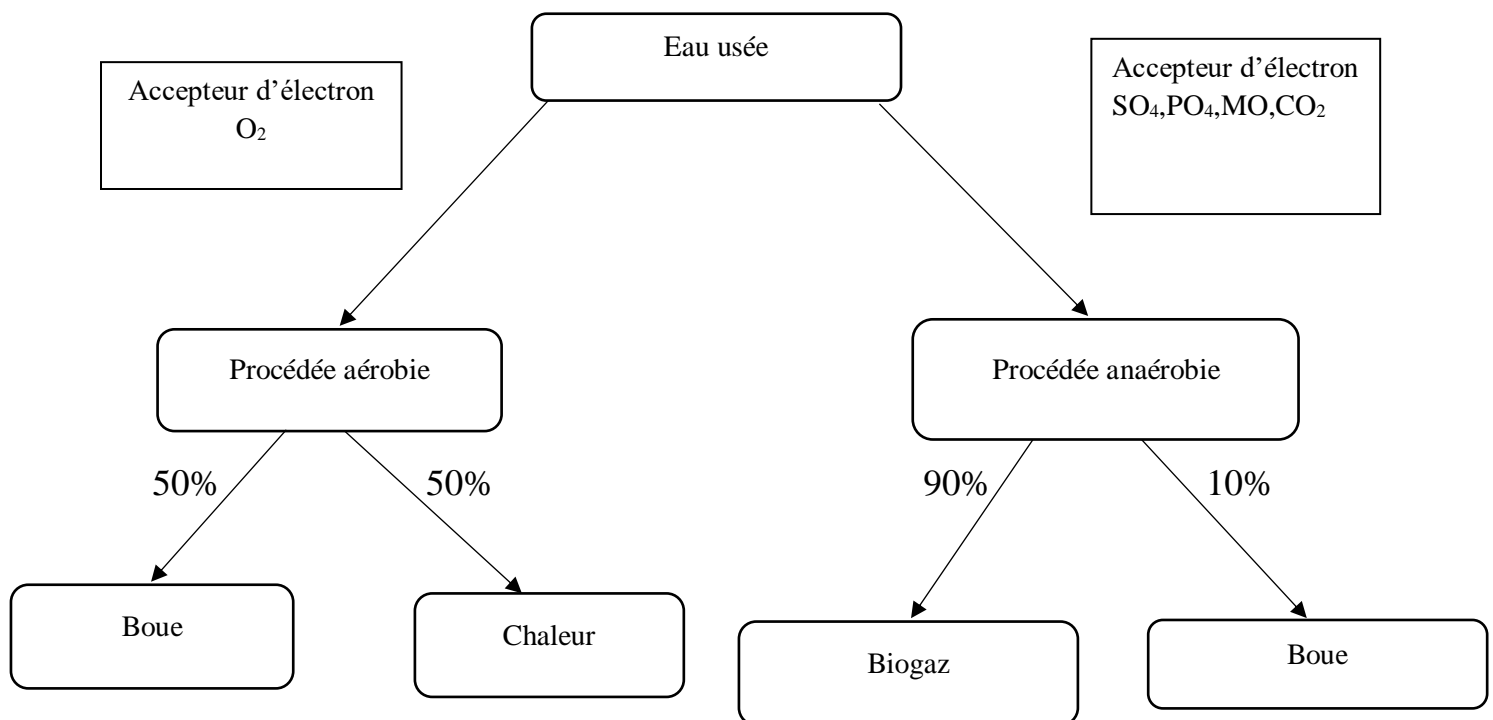 Eau usée
Accepteur d’électron
O₂
Accepteur d’électron
SO₄,PO₄,MO,CO₂
Procédée aérobie
Procédée anaérobie
50%
50%
90%
10%
Boue
Chaleur
Biogaz
Boue